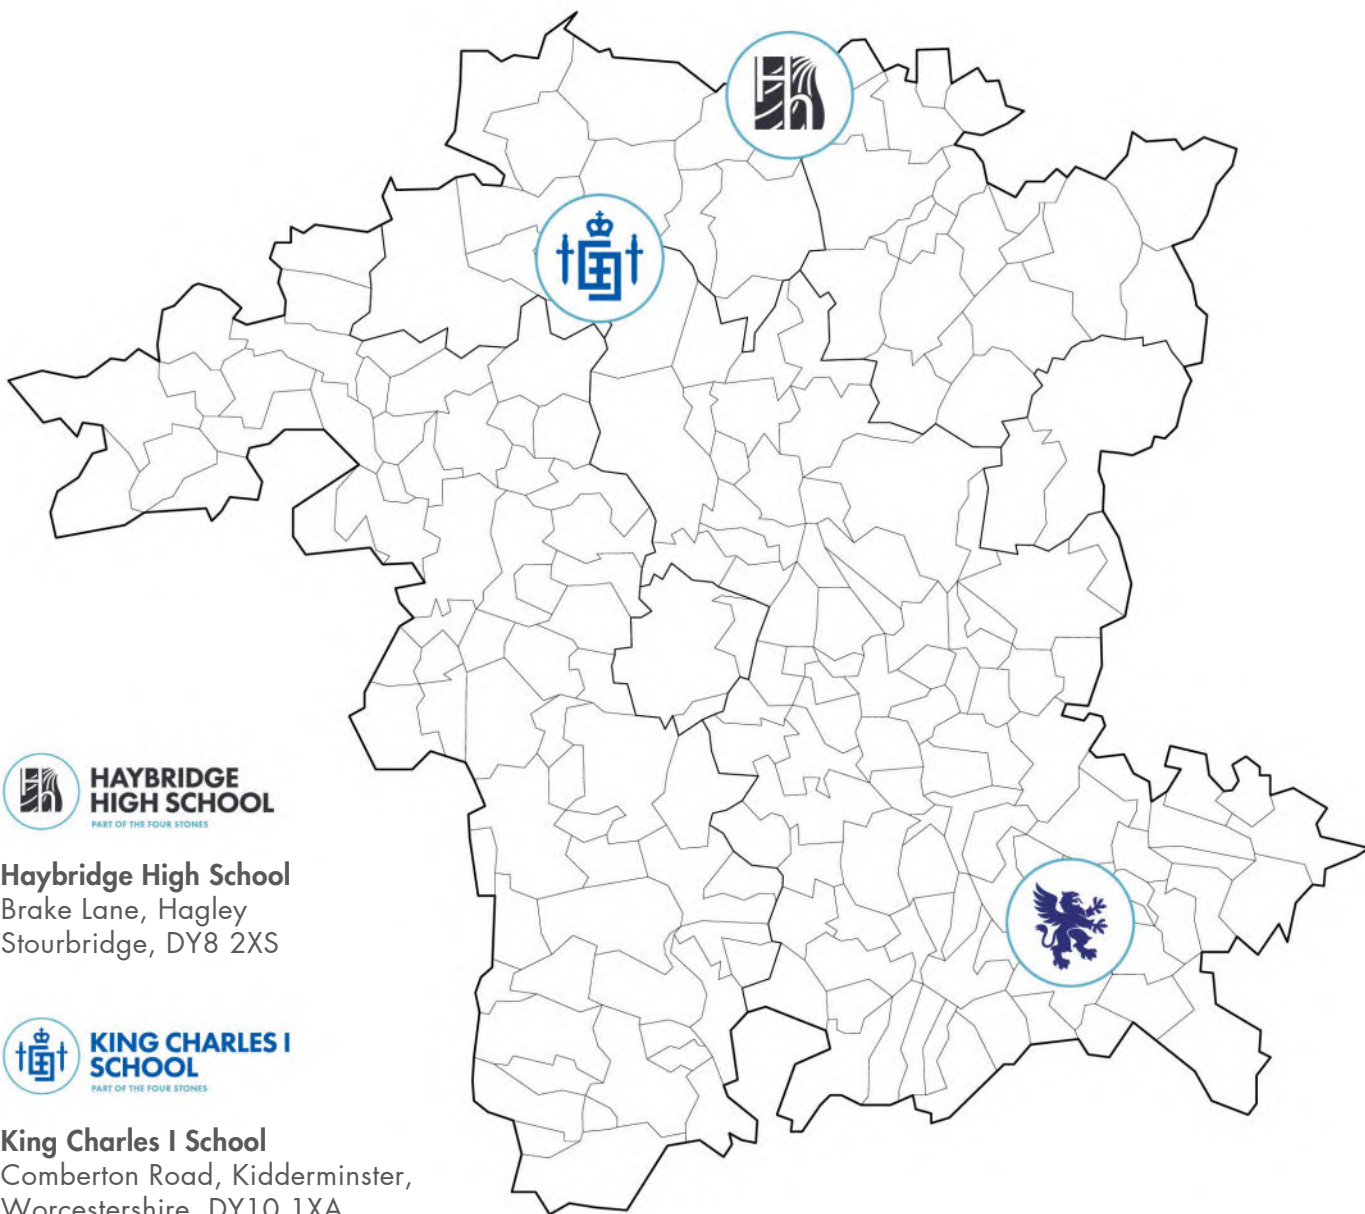 HAYBRIDGE
HIGH SCHOOL
PART OF THE FOUR STONES
Haybridge High School
Brake Lane, Hagley
Stourbridge, DY8 2XS
KING CHARLES I
SCHOOL
PART OF THE FOUR STONES
King Charles I School
Comberton Road, Kidderminster,
Worcestershire, DY10 1XA